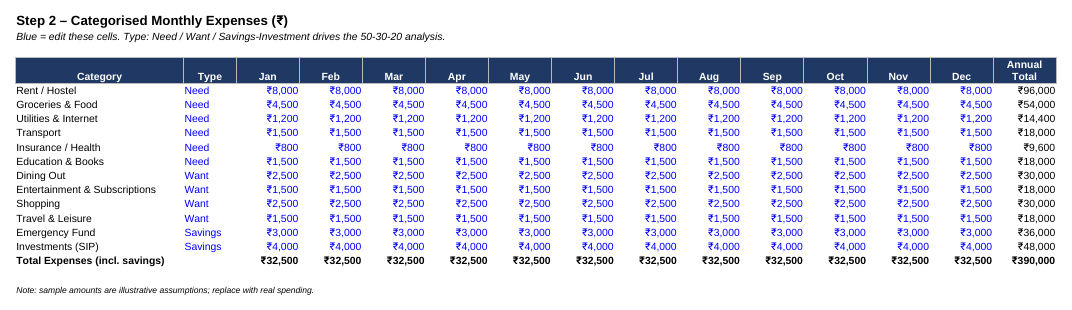 Step 2 – Categorised Monthly Expenses (₹)
Blue = edit these cells. Type: Need / Want / Savings-Investment drives the 50-30-20 analysis.
Category Type Jan Feb Mar Apr May Jun Jul Aug Sep Oct Nov Dec Annual Total
Rent / Hostel Need ₹8,000 ₹8,000 ₹8,000 ₹8,000 ₹8,000 ₹8,000 ₹8,000 ₹8,000 ₹8,000 ₹8,000 ₹8,000 ₹8,000 ₹96,000
Groceries & Food Need ₹4,500 ₹4,500 ₹4,500 ₹4,500 ₹4,500 ₹4,500 ₹4,500 ₹4,500 ₹4,500 ₹4,500 ₹4,500 ₹4,500 ₹54,000
Utilities & Internet Need ₹1,200 ₹1,200 ₹1,200 ₹1,200 ₹1,200 ₹1,200 ₹1,200 ₹1,200 ₹1,200 ₹1,200 ₹1,200 ₹1,200 ₹14,400
Transport Need ₹1,500 ₹1,500 ₹1,500 ₹1,500 ₹1,500 ₹1,500 ₹1,500 ₹1,500 ₹1,500 ₹1,500 ₹1,500 ₹1,500 ₹18,000
Insurance / Health Need ₹800 ₹800 ₹800 ₹800 ₹800 ₹800 ₹800 ₹800 ₹800 ₹800 ₹800 ₹800 ₹9,600
Education & Books Need ₹1,500 ₹1,500 ₹1,500 ₹1,500 ₹1,500 ₹1,500 ₹1,500 ₹1,500 ₹1,500 ₹1,500 ₹1,500 ₹1,500 ₹18,000
Dining Out Want ₹2,500 ₹2,500 ₹2,500 ₹2,500 ₹2,500 ₹2,500 ₹2,500 ₹2,500 ₹2,500 ₹2,500 ₹2,500 ₹2,500 ₹30,000
Entertainment & Subscriptions Want ₹1,500 ₹1,500 ₹1,500 ₹1,500 ₹1,500 ₹1,500 ₹1,500 ₹1,500 ₹1,500 ₹1,500 ₹1,500 ₹1,500 ₹18,000
Shopping Want ₹2,500 ₹2,500 ₹2,500 ₹2,500 ₹2,500 ₹2,500 ₹2,500 ₹2,500 ₹2,500 ₹2,500 ₹2,500 ₹2,500 ₹30,000
Travel & Leisure Want ₹1,500 ₹1,500 ₹1,500 ₹1,500 ₹1,500 ₹1,500 ₹1,500 ₹1,500 ₹1,500 ₹1,500 ₹1,500 ₹1,500 ₹18,000
Emergency Fund Savings ₹3,000 ₹3,000 ₹3,000 ₹3,000 ₹3,000 ₹3,000 ₹3,000 ₹3,000 ₹3,000 ₹3,000 ₹3,000 ₹3,000 ₹36,000
Investments (SIP) Savings ₹4,000 ₹4,000 ₹4,000 ₹4,000 ₹4,000 ₹4,000 ₹4,000 ₹4,000 ₹4,000 ₹4,000 ₹4,000 ₹4,000 ₹48,000
Total Expenses (incl. savings) ₹32,500 ₹32,500 ₹32,500 ₹32,500 ₹32,500 ₹32,500 ₹32,500 ₹32,500 ₹32,500 ₹32,500 ₹32,500 ₹32,500 ₹390,000
Note: sample amounts are illustrative assumptions; replace with real spending.